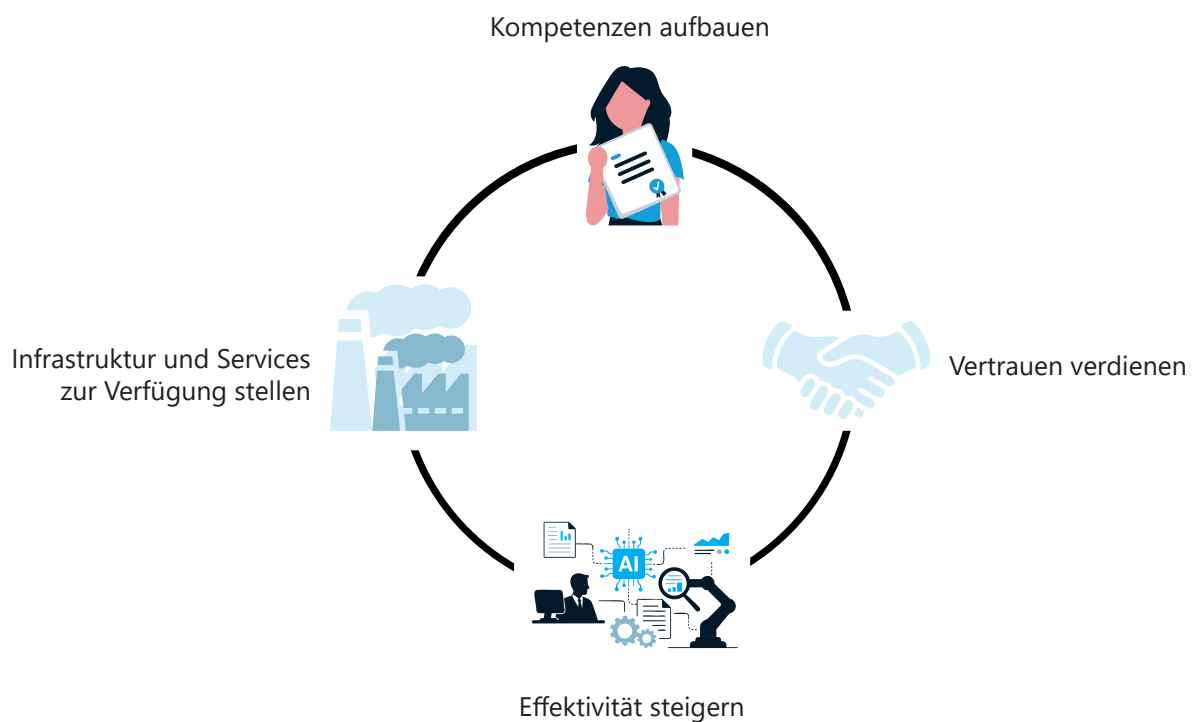 Kompetenzen aufbauen
Infrastruktur und Services
zur Verfügung stellen
Vertrauen verdienen
AI
Effektivität steigern